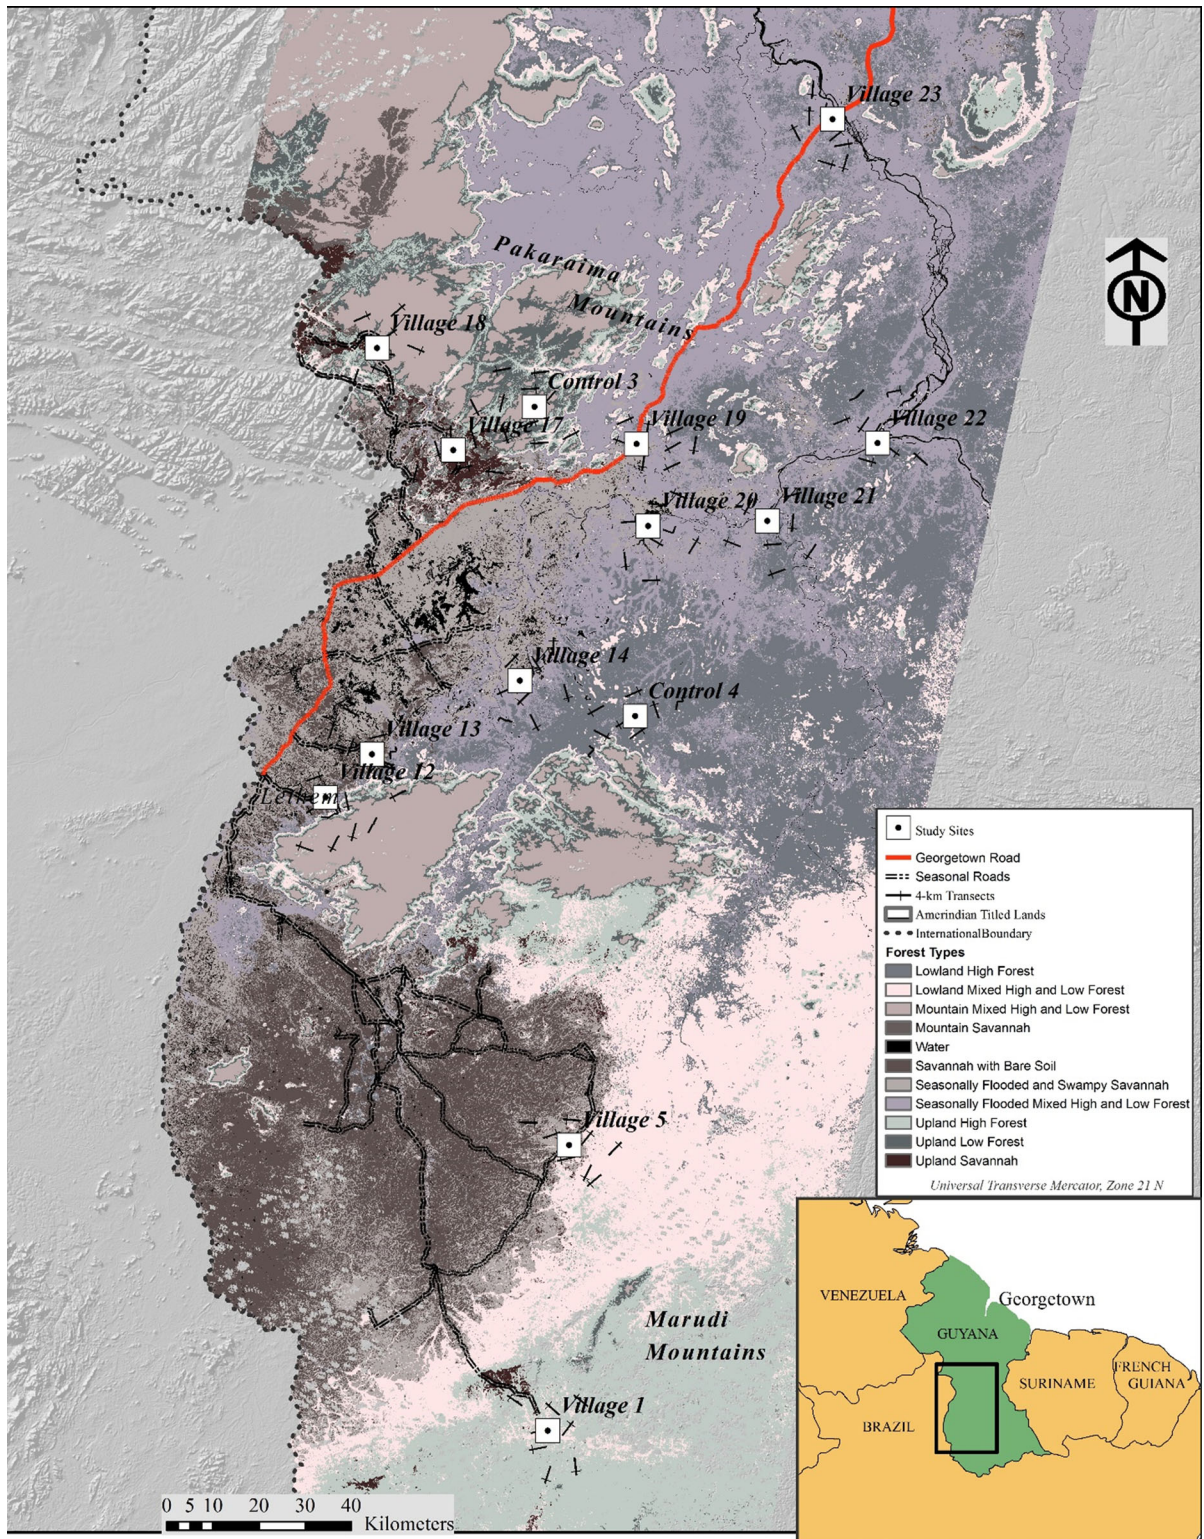 Village 23
Pakaraima
Mountains
N
Village 18
Control 3
Village 17
Village 19
Village 22
Village 20
Village 21
Village 14
Control 4
Village 13
Village 12
Lethem
Study Sites
Georgetown Road
Seasonal Roads
4-km Transects
Amerindian Titled Lands
InternationalBoundary
Forest Types
Lowland High Forest
Lowland Mixed High and Low Forest
Mountain Mixed High and Low Forest
Mountain Savannah
Water
Savannah with Bare Soil
Seasonally Flooded and Swampy Savannah
Seasonally Flooded Mixed High and Low Forest
Upland High Forest
Upland Low Forest
Upland Savannah
Universal Transverse Mercator, Zone 21 N
Village 5
Marudi
Mountains
Village 1
0 5 10 20 30 40
Kilometers
VENEZUELA
Georgetown
GUYANA
SURINAME
FRENCH
GUIANA
BRAZIL